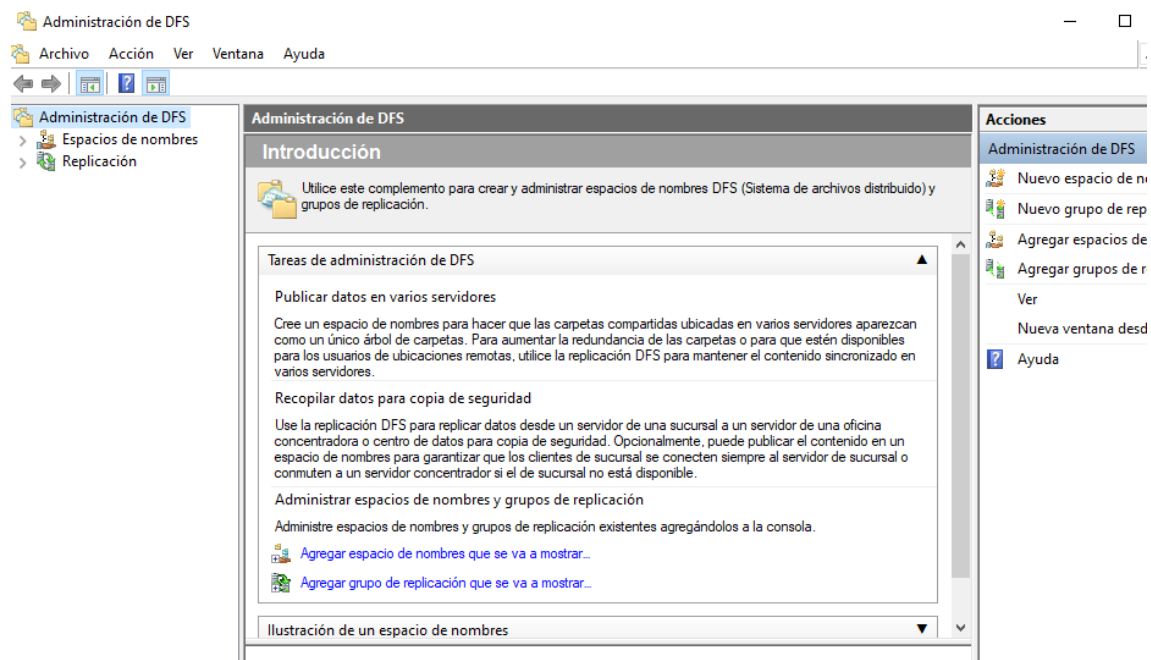 Administración de DFS
Archivo Acción Ver Ventana Ayuda
Administración de DFS
Espacios de nombres
Replicación
Administración de DFS
Introducción
Utilice este complemento para crear y administrar espacios de nombres DFS (Sistema de archivos distribuido) y
grupos de replicación.
Tareas de administración de DFS
Publicar datos en varios servidores
Cree un espacio de nombres para hacer que las carpetas compartidas ubicadas en varios servidores aparezcan
como un único árbol de carpetas. Para aumentar la redundancia de las carpetas o para que estén disponibles
para los usuarios de ubicaciones remotas, utilice la replicación DFS para mantener el contenido sincronizado en
varios servidores.
Recopilar datos para copia de seguridad
Use la replicación DFS para replicar datos desde un servidor de una sucursal a un servidor de una oficina
concentradora o centro de datos para copia de seguridad. Opcionalmente, puede publicar el contenido en un
espacio de nombres para garantizar que los clientes de sucursal se conecten siempre al servidor de sucursal o
conmuten a un servidor concentrador si el de sucursal no está disponible.
Administrar espacios de nombres y grupos de replicación
Administre espacios de nombres y grupos de replicación existentes agregándolos a la consola.
Agregar espacio de nombres que se va a mostrar...
Agregar grupo de replicación que se va a mostrar...
Ilustración de un espacio de nombres
Acciones
Administración de DFS
Nuevo espacio de n
Nuevo grupo de rep
Agregar espacios de
Agregar grupos de r
Ver
Nueva ventana desd
Ayuda